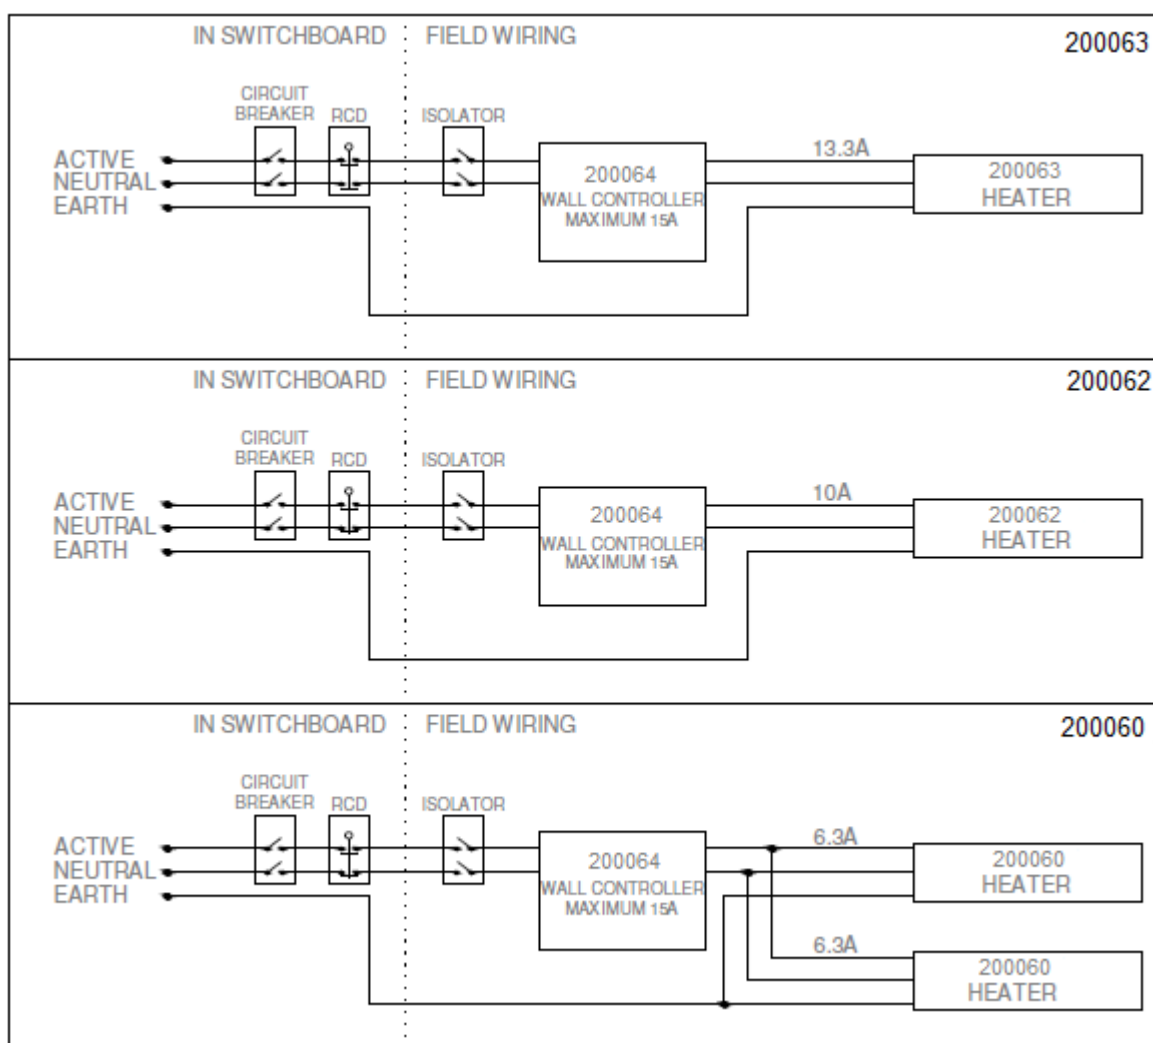 IN SWITCHBOARD FIELD WIRING 200063
CIRCUIT
BREAKER RCD ISOLATOR
ACTIVE
NEUTRAL
EARTH
200064
WALL CONTROLLER
MAXIMUM 15A
13.3A
200063
HEATER
IN SWITCHBOARD FIELD WIRING 200062
CIRCUIT
BREAKER RCD ISOLATOR
ACTIVE
NEUTRAL
EARTH
200064
WALL CONTROLLER
MAXIMUM 15A
10A
200062
HEATER
IN SWITCHBOARD FIELD WIRING 200060
CIRCUIT
BREAKER RCD ISOLATOR
ACTIVE
NEUTRAL
EARTH
200064
WALL CONTROLLER
MAXIMUM 15A
6.3A
200060
HEATER
6.3A
200060
HEATER